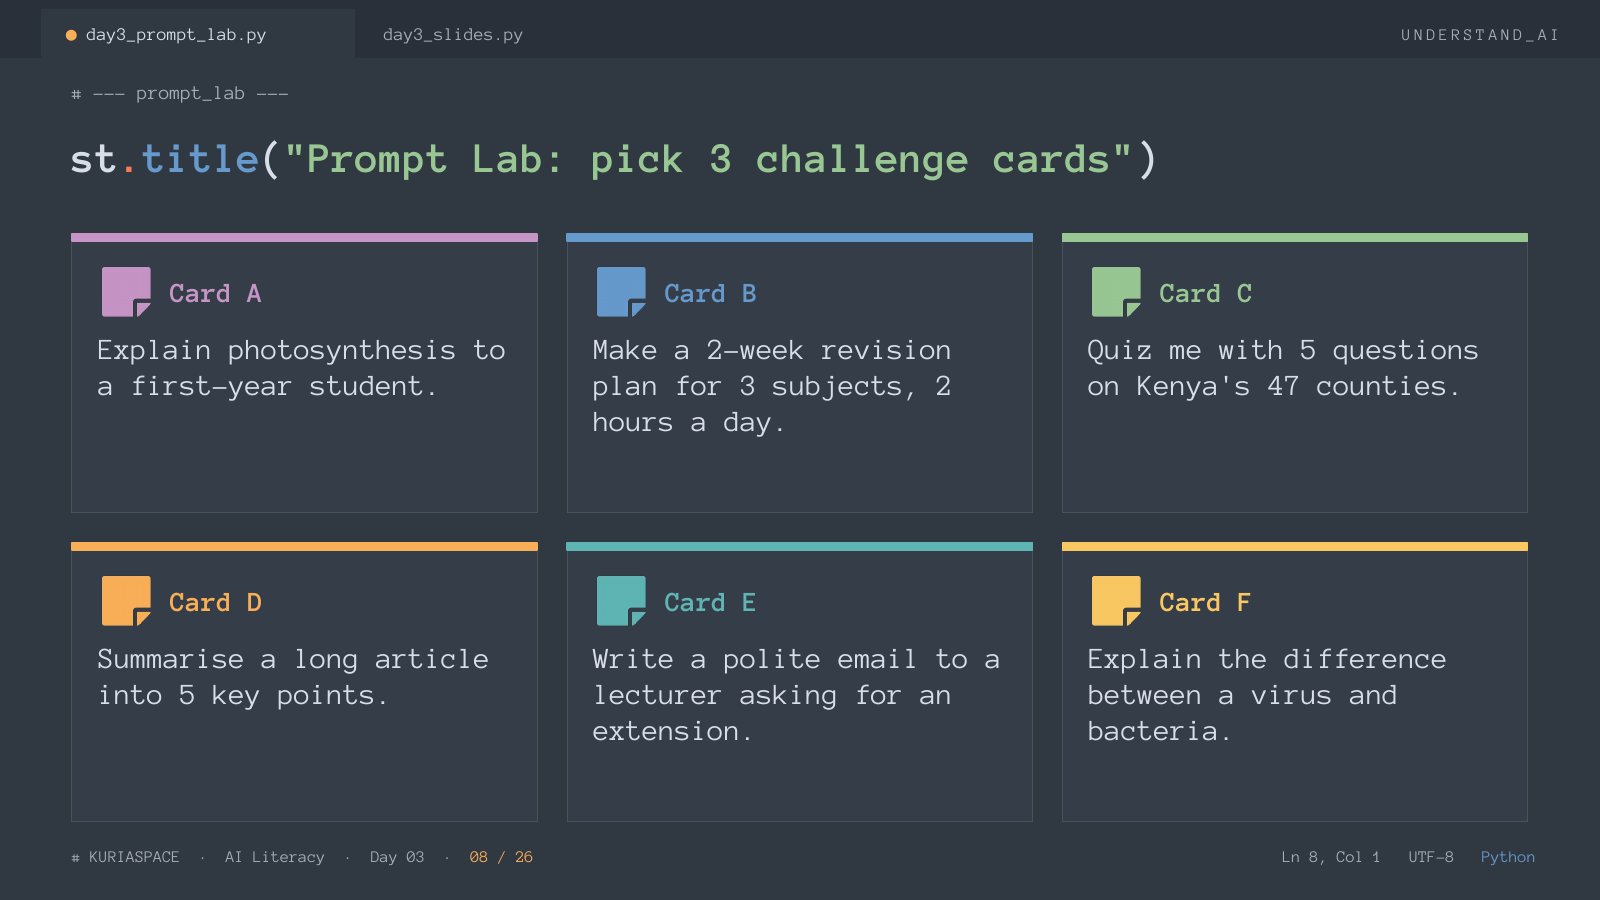 day3_prompt_lab.py
day3_slides.py
UNDERSTAND_AI
# --- prompt_lab ---
st.title("Prompt Lab: pick 3 challenge cards")
Card A
Explain photosynthesis to
a first-year student.
Card B
Make a 2-week revision
plan for 3 subjects, 2
hours a day.
Card C
Quiz me with 5 questions
on Kenya's 47 counties.
Card D
Summarise a long article
into 5 key points.
Card E
Write a polite email to a
lecturer asking for an
extension.
Card F
Explain the difference
between a virus and
bacteria.
# KURIASPACE · AI Literacy · Day 03 · 08 / 26
Ln 8, Col 1 UTF-8 Python